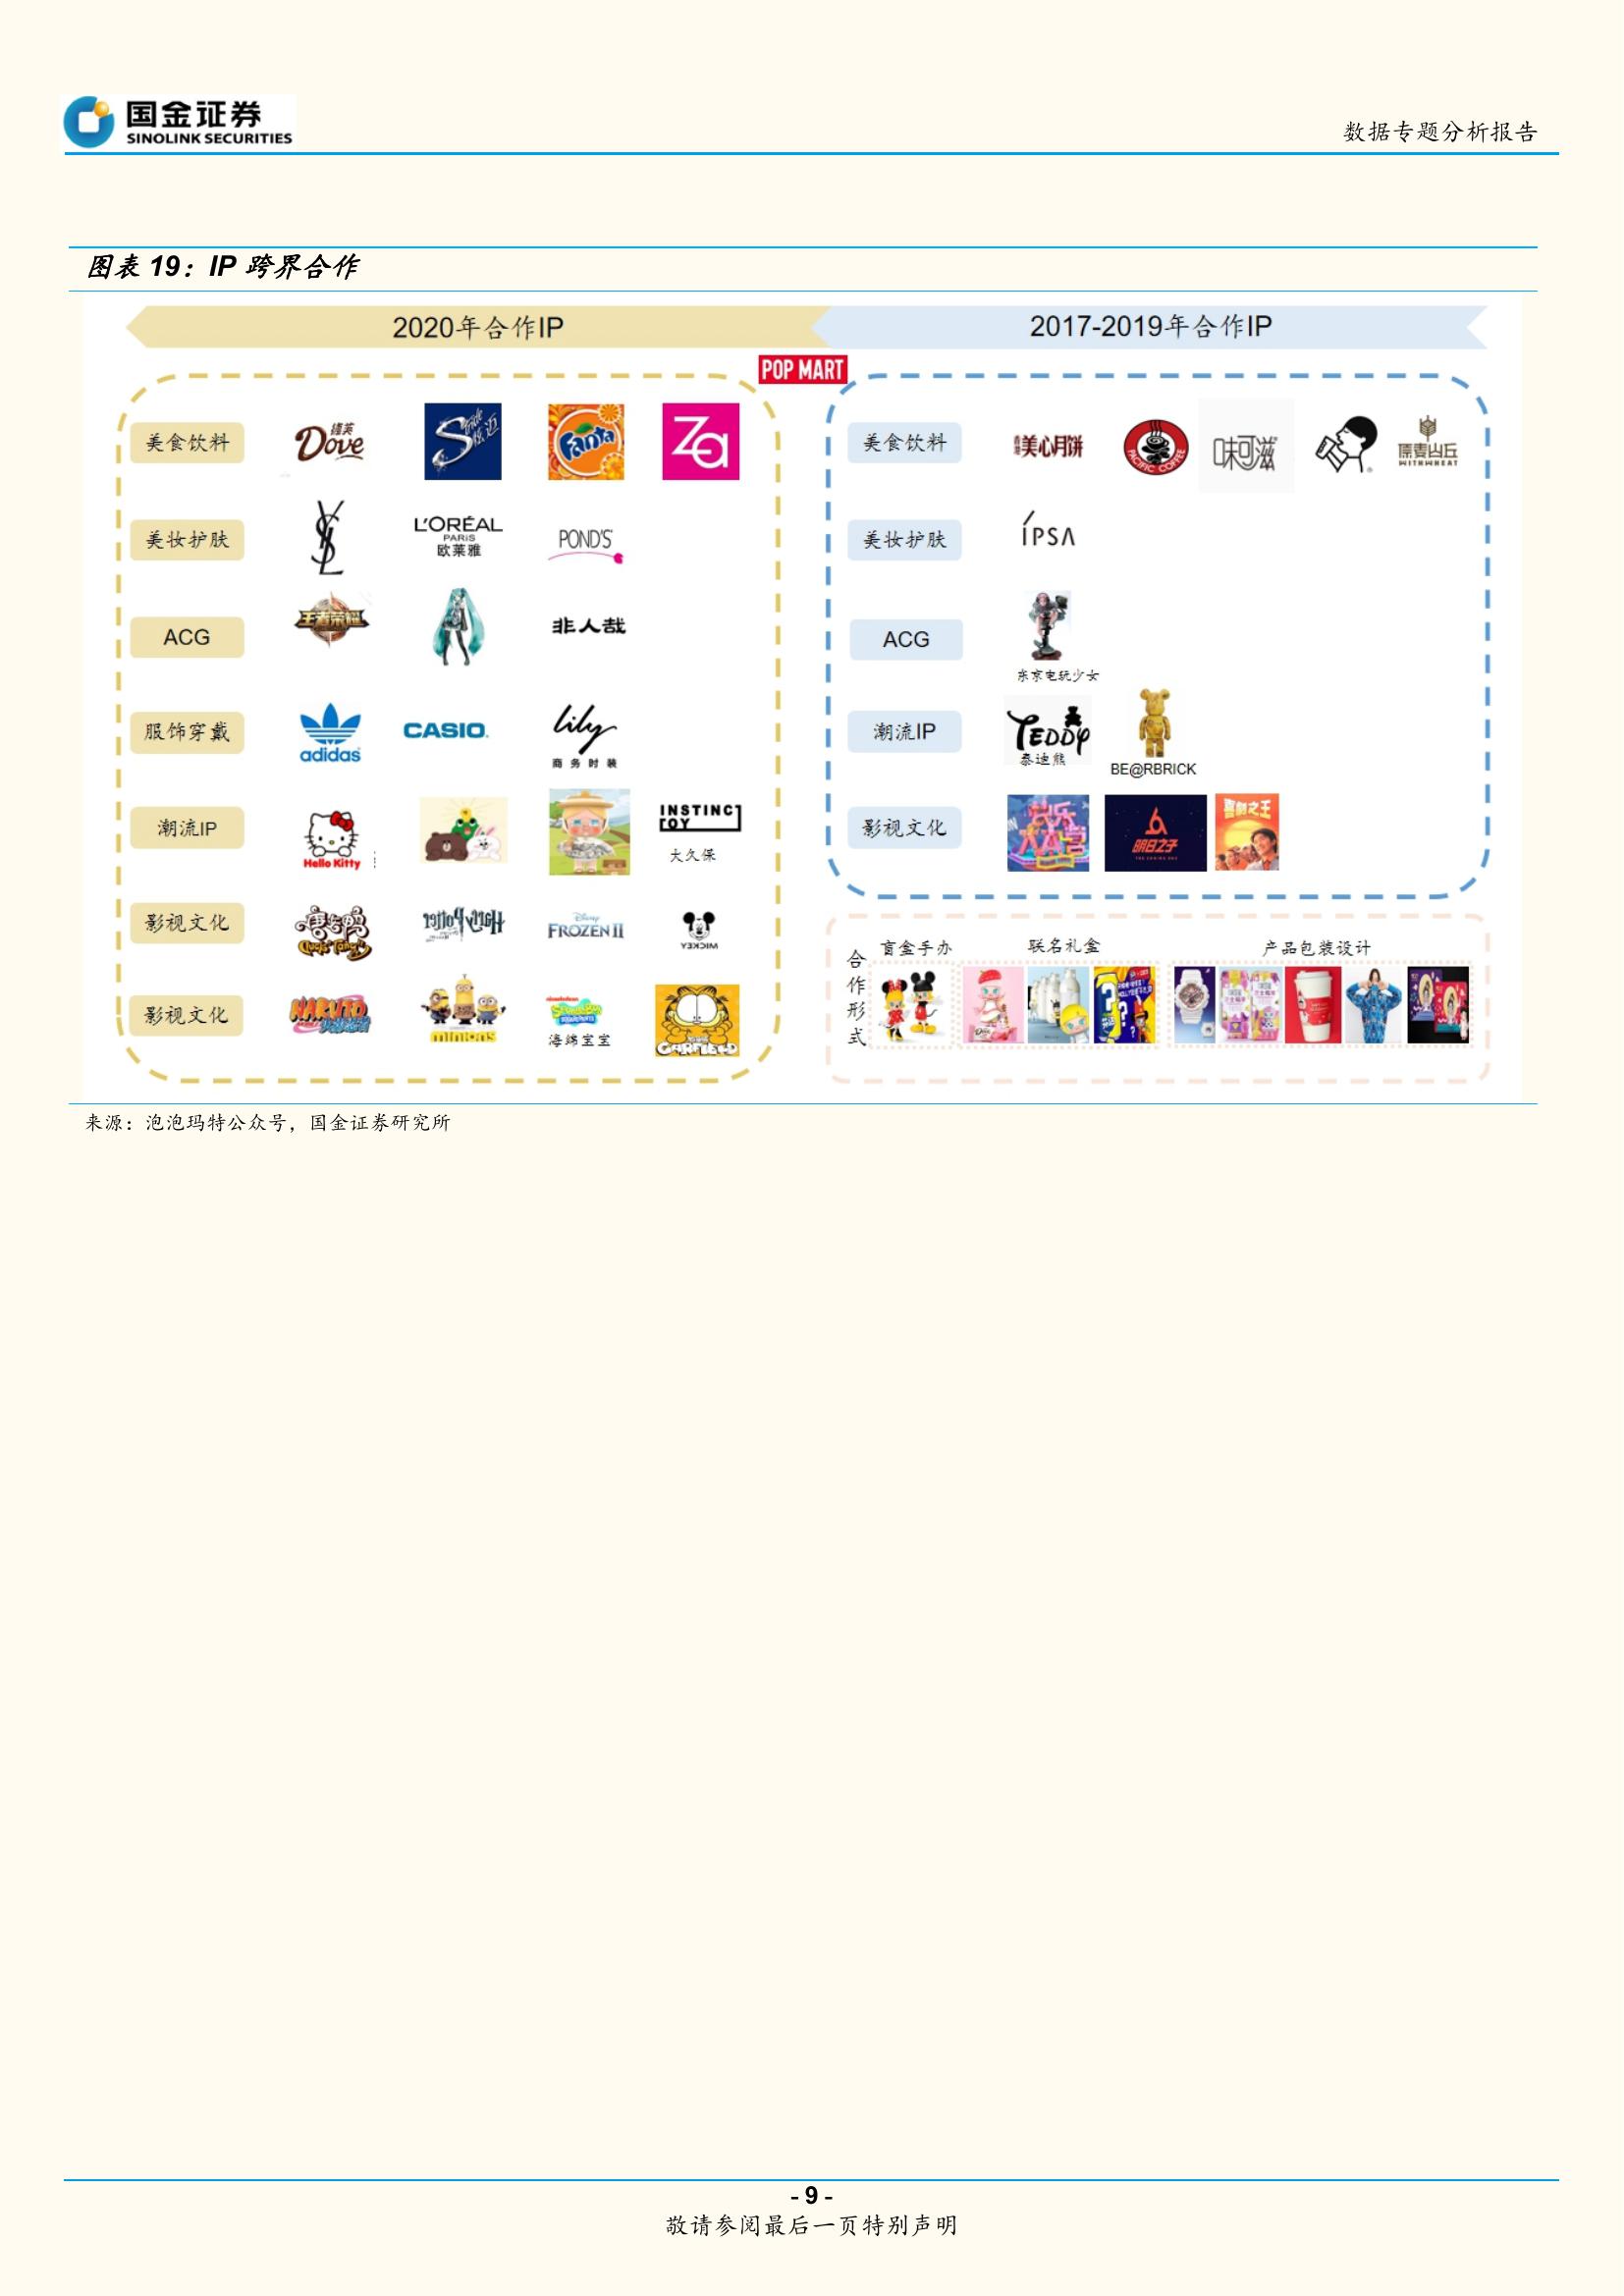 国金证券
SINOLINK SECURITIES
数据专题分析报告
图表 19：IP 跨界合作
2020年合作IP
2017-2019年合作IP
POP MART
美食饮料
德芙
Dove
Stride炫迈
Fanta
Za
美妆护肤
YSL
L'ORÉAL
PARIS
欧莱雅
POND'S
ACG
王者荣耀
非人哉
服饰穿戴
adidas
CASIO
lily
商务时装
潮流IP
Hello Kitty
INSTINCT
TOY
大久保
影视文化
唐老鸭
Harry Potter
Disney
FROZEN II
MICKEY
影视文化
NARUTO
minions
海绵宝宝
GARFIELD
美食饮料
美心月饼
PACIFIC COFFEE
味可滋
原麦山丘
WITHWHEAT
美妆护肤
IPSA
ACG
东京电玩少女
潮流IP
TEDDY
泰迪熊
BE@RBRICK
影视文化
明日之子
喜剧之王
合作形式
盲盒手办
联名礼盒
产品包装设计
来源：泡泡玛特公众号，国金证券研究所
- 9 -
敬请参阅最后一页特别声明